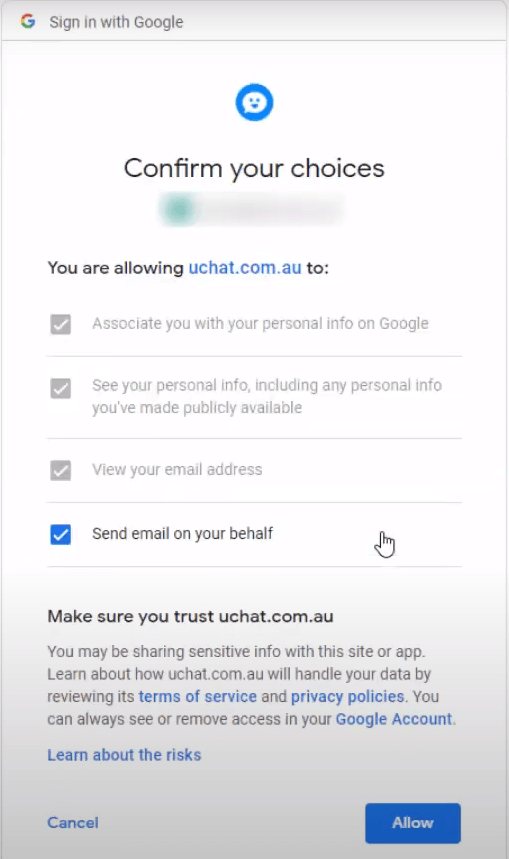 Sign in with Google
Confirm your choices
You are allowing uchat.com.au to:
Associate you with your personal info on Google
See your personal info, including any personal info
you've made publicly available
View your email address
Send email on your behalf
Make sure you trust uchat.com.au
You may be sharing sensitive info with this site or app.
Learn about how uchat.com.au will handle your data by
reviewing its terms of service and privacy policies. You
can always see or remove access in your Google Account.
Learn about the risks
Cancel
Allow